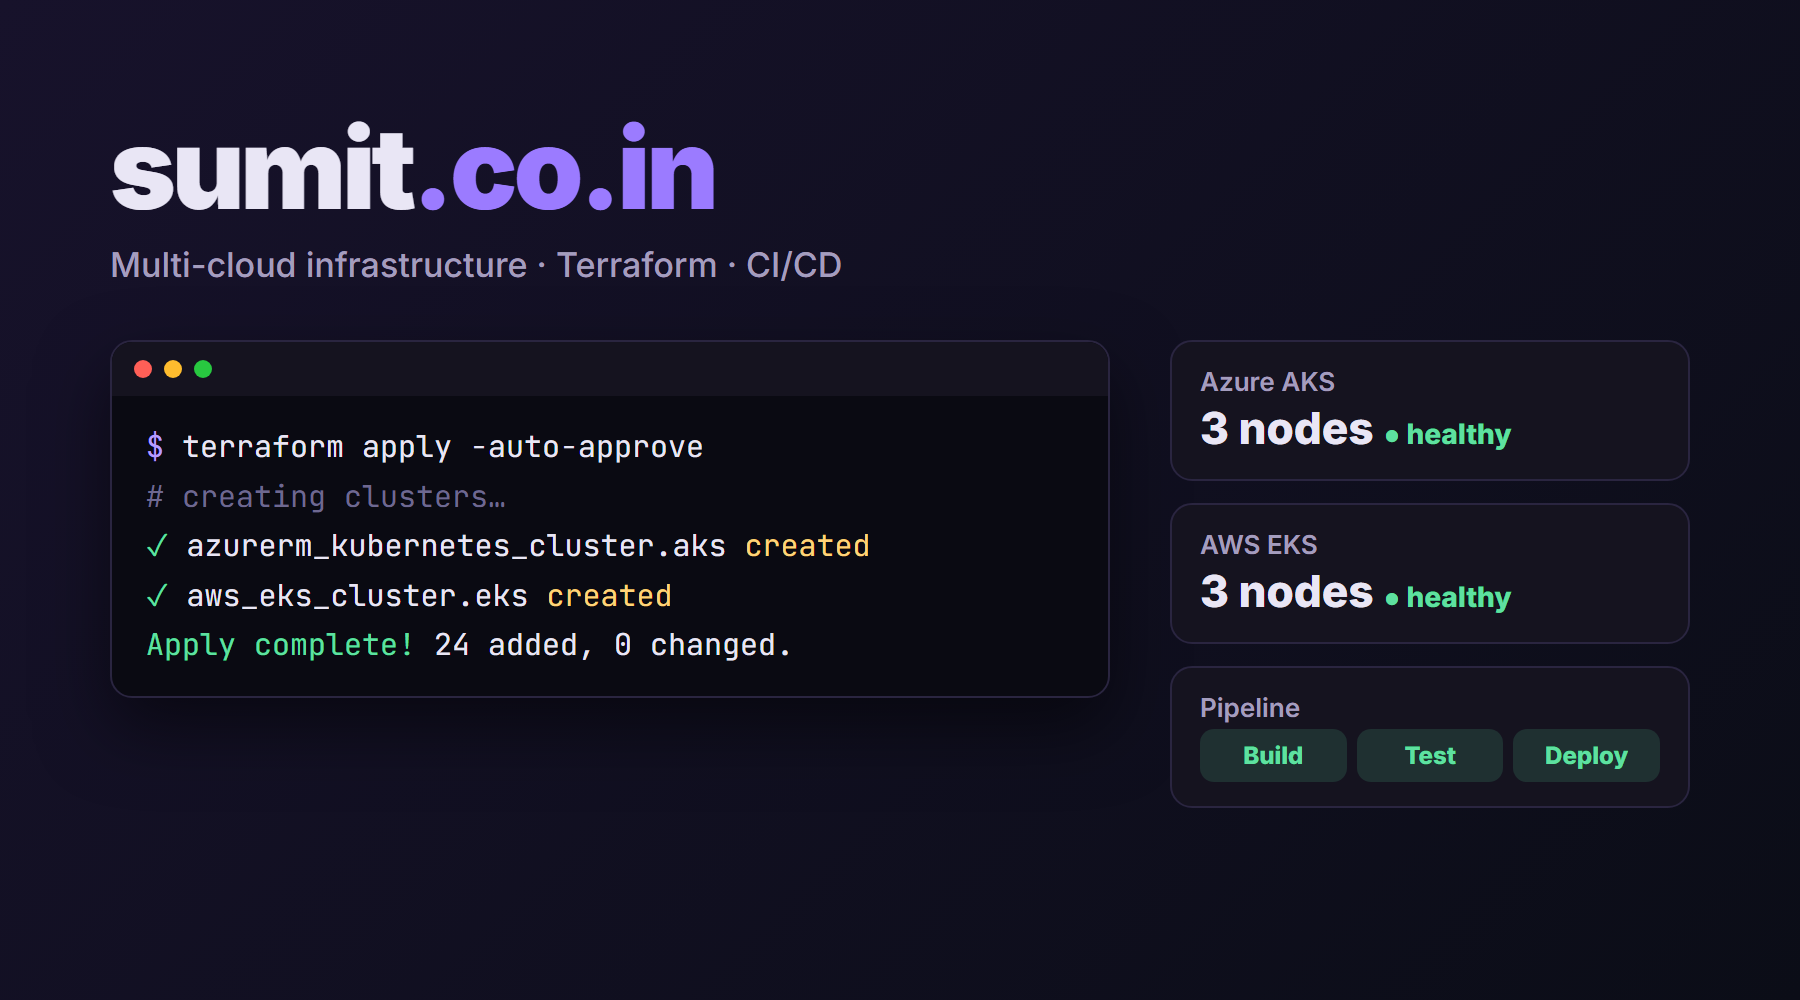 sumit.co.in
Multi-cloud infrastructure · Terraform · CI/CD
$ terraform apply -auto-approve
# creating clusters…
✓ azurerm_kubernetes_cluster.aks created
✓ aws_eks_cluster.eks created
Apply complete! 24 added, 0 changed.
Azure AKS
3 nodes ● healthy
AWS EKS
3 nodes ● healthy
Pipeline
Build Test Deploy